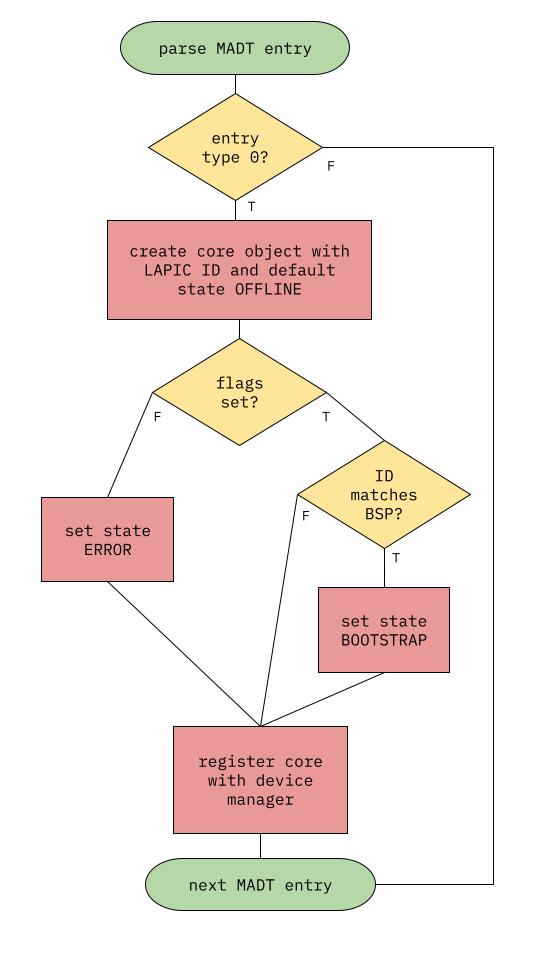 parse MADT entry
entry
type 0?
F
T
create core object with
LAPIC ID and default
state OFFLINE
flags
set?
F
T
ID
matches
BSP?
F
T
set state
ERROR
set state
BOOTSTRAP
register core
with device
manager
next MADT entry